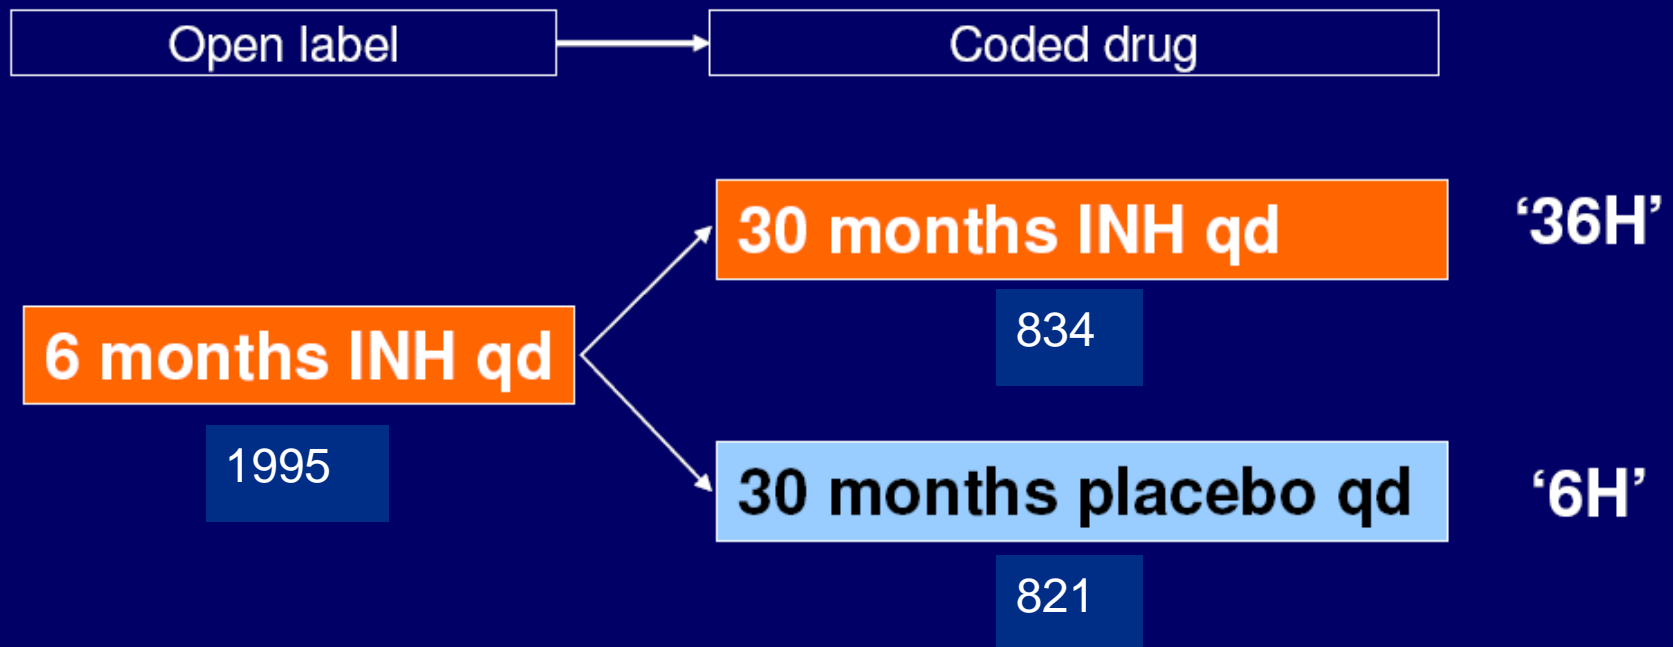 Open label
Coded drug
30 months INH qd
‘36H’
834
6 months INH qd
1995
30 months placebo qd
‘6H’
821